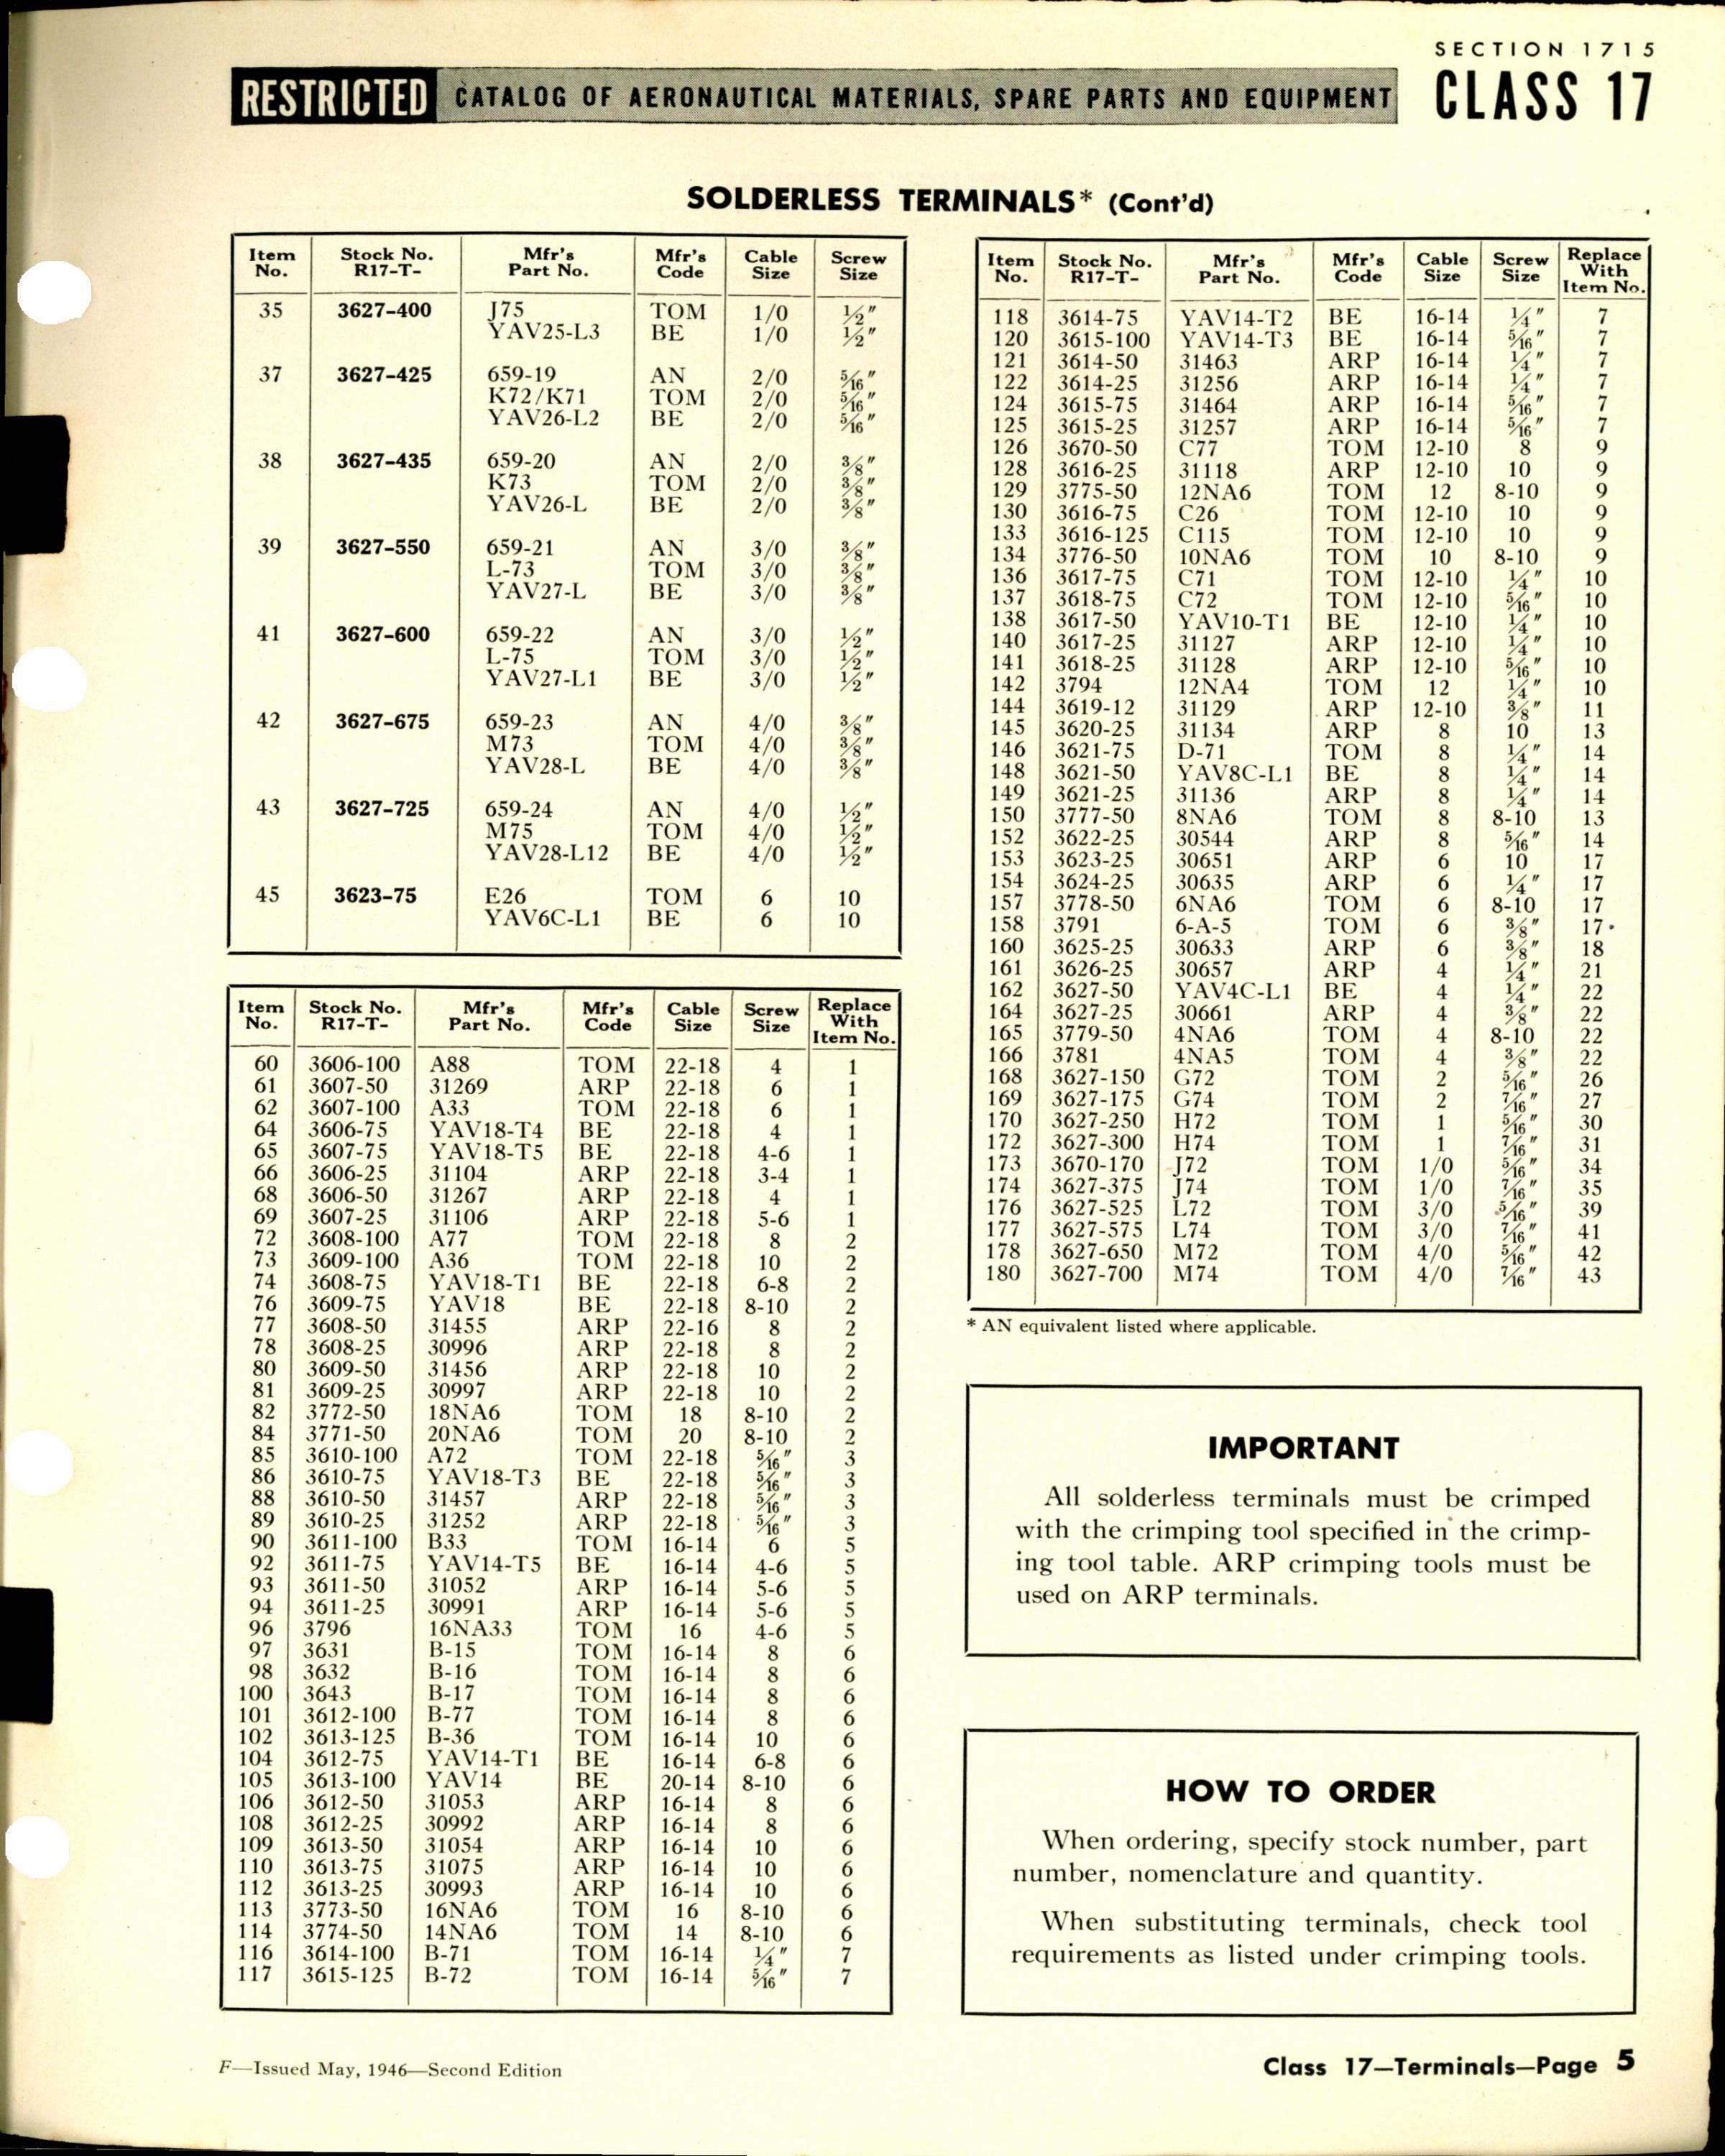 SECTION 1715
RESTRICTED CATALOG OF AERONAUTICAL MATERIALS, SPARE PARTS AND EQUIPMENT CLASS 17
SOLDERLESS TERMINALS* (Cont'd)
Item No. Stock No. R17-T- Mfr's Part No. Mfr's Code Cable Size Screw Size
35 3627-400 J75 TOM 1/0 ½"
YAV25-L3 BE 1/0 ½"
37 3627-425 659-19 AN 2/0 5/16"
K72/K71 TOM 2/0 5/16"
YAV26-L2 BE 2/0 5/16"
38 3627-435 659-20 AN 2/0 3/8"
K73 TOM 2/0 3/8"
YAV26-L BE 2/0 3/8"
39 3627-550 659-21 AN 3/0 3/8"
L-73 TOM 3/0 3/8"
YAV27-L BE 3/0 3/8"
41 3627-600 659-22 AN 3/0 ½"
L-75 TOM 3/0 ½"
YAV27-L1 BE 3/0 ½"
42 3627-675 659-23 AN 4/0 3/8"
M73 TOM 4/0 3/8"
YAV28-L BE 4/0 3/8"
43 3627-725 659-24 AN 4/0 ½"
M75 TOM 4/0 ½"
YAV28-L12 BE 4/0 ½"
45 3623-75 E26 TOM 6 10
YAV6C-L1 BE 6 10
Item No. Stock No. R17-T- Mfr's Part No. Mfr's Code Cable Size Screw Size Replace With Item No.
60 3606-100 A88 TOM 22-18 4 1
61 3607-50 31269 ARP 22-18 6 1
62 3607-100 A33 TOM 22-18 6 1
64 3606-75 YAV18-T4 BE 22-18 4 1
65 3607-75 YAV18-T5 BE 22-18 4-6 1
66 3606-25 31104 ARP 22-18 3-4 1
68 3606-50 31267 ARP 22-18 4 1
69 3607-25 31106 ARP 22-18 5-6 1
72 3608-100 A77 TOM 22-18 8 2
73 3609-100 A36 TOM 22-18 10 2
74 3608-75 YAV18-T1 BE 22-18 6-8 2
76 3609-75 YAV18 BE 22-18 8-10 2
77 3608-50 31455 ARP 22-16 8 2
78 3608-25 30996 ARP 22-18 8 2
80 3609-50 31456 ARP 22-18 10 2
81 3609-25 30997 ARP 22-18 10 2
82 3772-50 18NA6 TOM 18 8-10 2
84 3771-50 20NA6 TOM 20 8-10 2
85 3610-100 A72 TOM 22-18 5/16" 3
86 3610-75 YAV18-T3 BE 22-18 5/16" 3
88 3610-50 31457 ARP 22-18 5/16" 3
89 3610-25 31252 ARP 22-18 5/16" 3
90 3611-100 B33 TOM 16-14 6 5
92 3611-75 YAV14-T5 BE 16-14 4-6 5
93 3611-50 31052 ARP 16-14 5-6 5
94 3611-25 30991 ARP 16-14 5-6 5
96 3796 16NA33 TOM 16 4-6 5
97 3631 B-15 TOM 16-14 8 6
98 3632 B-16 TOM 16-14 8 6
100 3643 B-17 TOM 16-14 8 6
101 3612-100 B-77 TOM 16-14 8 6
102 3613-125 B-36 TOM 16-14 10 6
104 3612-75 YAV14-T1 BE 16-14 6-8 6
105 3613-100 YAV14 BE 20-14 8-10 6
106 3612-50 31053 ARP 16-14 8 6
108 3612-25 30992 ARP 16-14 8 6
109 3613-50 31054 ARP 16-14 10 6
110 3613-75 31075 ARP 16-14 10 6
112 3613-25 30993 ARP 16-14 10 6
113 3773-50 16NA6 TOM 16 8-10 6
114 3774-50 14NA6 TOM 14 8-10 6
116 3614-100 B-71 TOM 16-14 ¼" 7
117 3615-125 B-72 TOM 16-14 5/16" 7
Item No. Stock No. R17-T- Mfr's Part No. Mfr's Code Cable Size Screw Size Replace With Item No.
118 3614-75 YAV14-T2 BE 16-14 ¼" 7
120 3615-100 YAV14-T3 BE 16-14 5/16" 7
121 3614-50 31463 ARP 16-14 ¼" 7
122 3614-25 31256 ARP 16-14 ¼" 7
124 3615-75 31464 ARP 16-14 5/16" 7
125 3615-25 31257 ARP 16-14 5/16" 7
126 3670-50 C77 TOM 12-10 8 9
128 3616-25 31118 ARP 12-10 10 9
129 3775-50 12NA6 TOM 12 8-10 9
130 3616-75 C26 TOM 12-10 10 9
133 3616-125 C115 TOM 12-10 10 9
134 3776-50 10NA6 TOM 10 8-10 9
136 3617-75 C71 TOM 12-10 ¼" 10
137 3618-75 C72 TOM 12-10 5/16" 10
138 3617-50 YAV10-T1 BE 12-10 ¼" 10
140 3617-25 31127 ARP 12-10 ¼" 10
141 3618-25 31128 ARP 12-10 5/16" 10
142 3794 12NA4 TOM 12 ¼" 10
144 3619-12 31129 ARP 12-10 3/8" 11
145 3620-25 31134 ARP 8 10 13
146 3621-75 D-71 TOM 8 ¼" 14
148 3621-50 YAV8C-L1 BE 8 ¼" 14
149 3621-25 31136 ARP 8 ¼" 14
150 3777-50 8NA6 TOM 8 8-10 13
152 3622-25 30544 ARP 8 5/16" 14
153 3623-25 30651 ARP 6 10 17
154 3624-25 30635 ARP 6 ¼" 17
157 3778-50 6NA6 TOM 6 8-10 17
158 3791 6-A-5 TOM 6 3/8" 17
160 3625-25 30633 ARP 6 3/8" 18
161 3626-25 30657 ARP 4 ¼" 21
162 3627-50 YAV4C-L1 BE 4 ¼" 22
164 3627-25 30661 ARP 4 3/8" 22
165 3779-50 4NA6 TOM 4 8-10 22
166 3781 4NA5 TOM 4 3/8" 22
168 3627-150 G72 TOM 2 5/16" 26
169 3627-175 G74 TOM 2 7/16" 27
170 3627-250 H72 TOM 1 5/16" 30
172 3627-300 H74 TOM 1 7/16" 31
173 3670-170 J72 TOM 1/0 5/16" 34
174 3627-375 J74 TOM 1/0 7/16" 35
176 3627-525 L72 TOM 3/0 5/16" 39
177 3627-575 L74 TOM 3/0 7/16" 41
178 3627-650 M72 TOM 4/0 5/16" 42
180 3627-700 M74 TOM 4/0 7/16" 43
* AN equivalent listed where applicable.
IMPORTANT
All solderless terminals must be crimped
with the crimping tool specified in the crimp-
ing tool table. ARP crimping tools must be
used on ARP terminals.
HOW TO ORDER
When ordering, specify stock number, part
number, nomenclature and quantity.
When substituting terminals, check tool
requirements as listed under crimping tools.
F—Issued May, 1946—Second Edition
Class 17—Terminals—Page 5